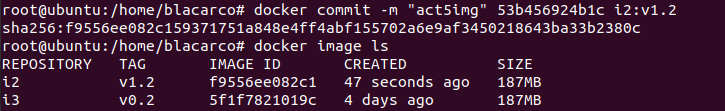 root@ubuntu:/home/blacarco# docker commit -m "act5img" 53b456924b1c i2:v1.2
sha256:f9556ee082c159371751a848e4ff4abf155702a6e9af3450218643ba33b2380c
root@ubuntu:/home/blacarco# docker image ls
REPOSITORY TAG IMAGE ID CREATED SIZE
i2 v1.2 f9556ee082c1 47 seconds ago 187MB
i3 v0.2 5f1f7821019c 4 days ago 187MB